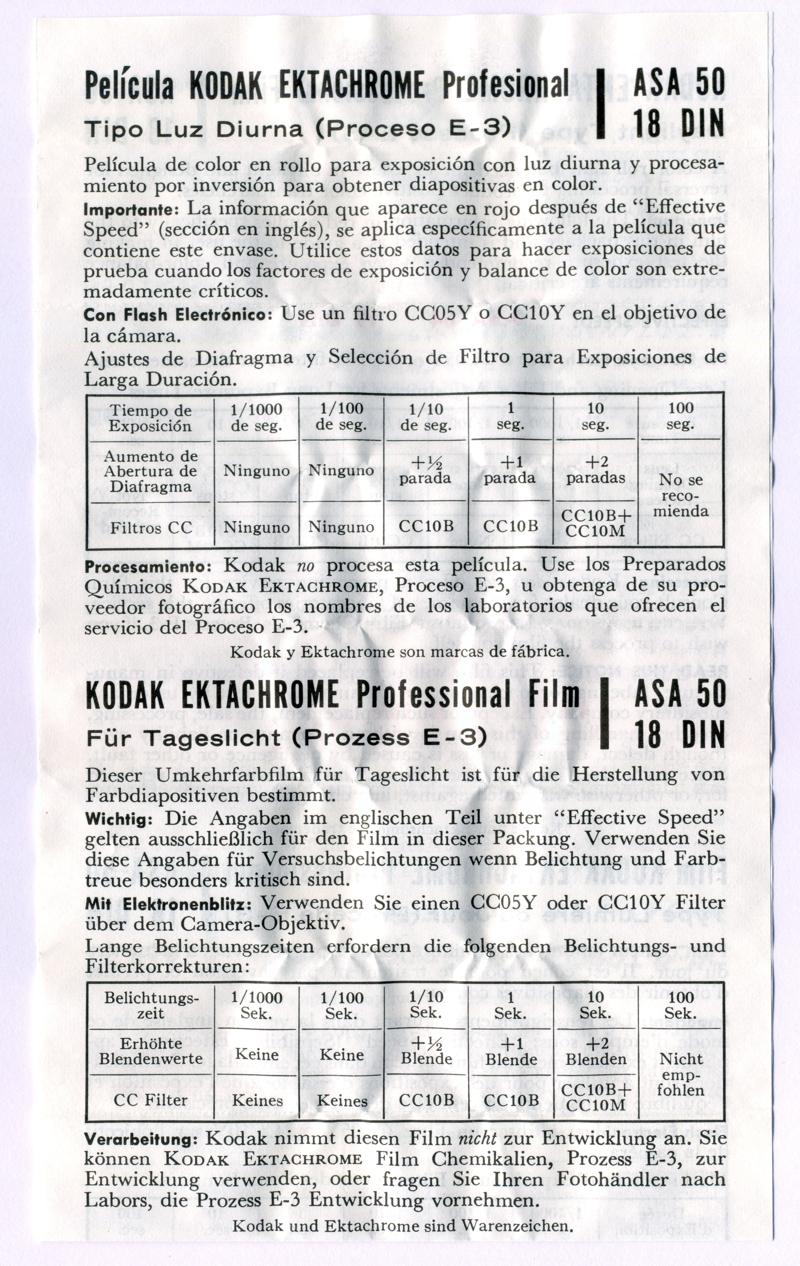 Película KODAK EKTACHROME Profesional ASA 50
Tipo Luz Diurna (Proceso E-3) 18 DIN
Película de color en rollo para exposición con luz diurna y procesa-
miento por inversión para obtener diapositivas en color.
Importante: La información que aparece en rojo después de “Effective
Speed” (sección en inglés), se aplica específicamente a la película que
contiene este envase. Utilice estos datos para hacer exposiciones de
prueba cuando los factores de exposición y balance de color son extre-
madamente críticos.
Con Flash Electrónico: Use un filtro CC05Y o CC10Y en el objetivo de
la cámara.
Ajustes de Diafragma y Selección de Filtro para Exposiciones de
Larga Duración.
Tiempo de Exposición 1/1000 de seg. 1/100 de seg. 1/10 de seg. 1 seg. 10 seg. 100 seg.
Aumento de Abertura de Diafragma Ninguno Ninguno +½ parada +1 parada +2 paradas No se reco-mienda
Filtros CC Ninguno Ninguno CC10B CC10B CC10B+ CC10M
Procesamiento: Kodak no procesa esta película. Use los Preparados
Químicos KODAK EKTACHROME, Proceso E-3, u obtenga de su pro-
veedor fotográfico los nombres de los laboratorios que ofrecen el
servicio del Proceso E-3.
Kodak y Ektachrome son marcas de fábrica.
KODAK EKTACHROME Professional Film ASA 50
Für Tageslicht (Prozess E-3) 18 DIN
Dieser Umkehrfarbfilm für Tageslicht ist für die Herstellung von
Farbdiapositiven bestimmt.
Wichtig: Die Angaben im englischen Teil unter “Effective Speed”
gelten ausschließlich für den Film in dieser Packung. Verwenden Sie
diese Angaben für Versuchsbelichtungen wenn Belichtung und Farb-
treue besonders kritisch sind.
Mit Elektronenblitz: Verwenden Sie einen CC05Y oder CC10Y Filter
über dem Camera-Objektiv.
Lange Belichtungszeiten erfordern die folgenden Belichtungs- und
Filterkorrekturen:
Belichtungs-zeit 1/1000 Sek. 1/100 Sek. 1/10 Sek. 1 Sek. 10 Sek. 100 Sek.
Erhöhte Blendenwerte Keine Keine +½ Blende +1 Blende +2 Blenden Nicht emp-fohlen
CC Filter Keines Keines CC10B CC10B CC10B+ CC10M
Verarbeitung: Kodak nimmt diesen Film nicht zur Entwicklung an. Sie
können KODAK EKTACHROME Film Chemikalien, Prozess E-3, zur
Entwicklung verwenden, oder fragen Sie Ihren Fotohändler nach
Labors, die Prozess E-3 Entwicklung vornehmen.
Kodak und Ektachrome sind Warenzeichen.